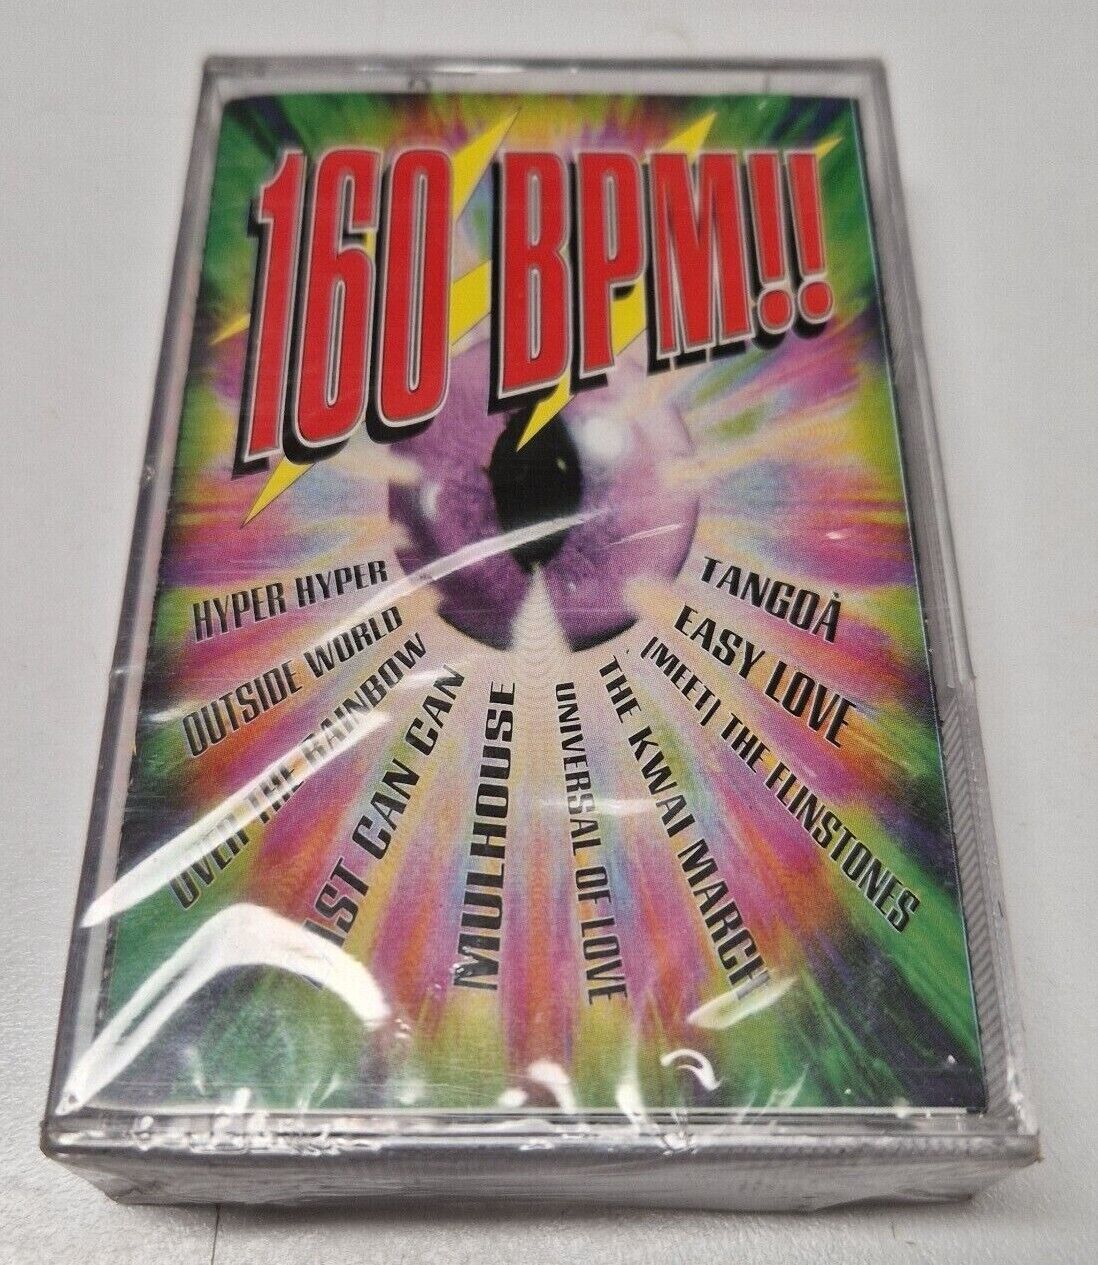 160 BPM!!
HYPER HYPER
OUTSIDE WORLD
OVER THE RAINBOW
CAN CAN
MULHOUSE
UNIVERSAL OF LOVE
THE KWAI MARCH
(MEET) THE FLINSTONES
EASY LOVE
TANGOÀ